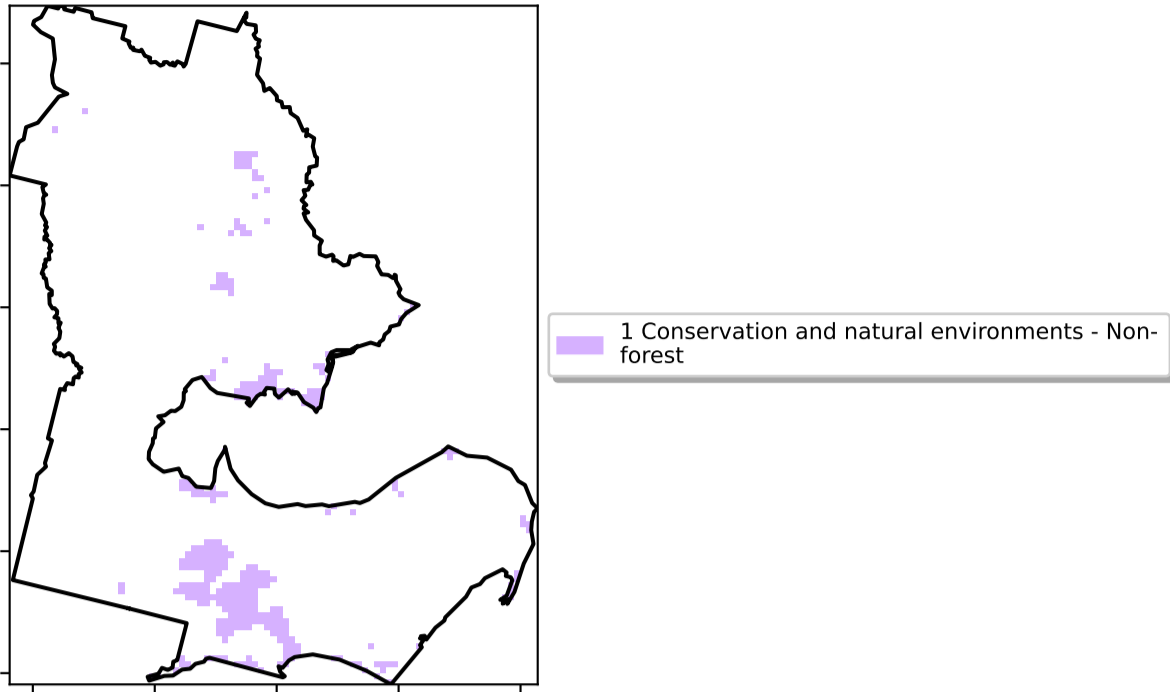 1 Conservation and natural environments - Non-
forest